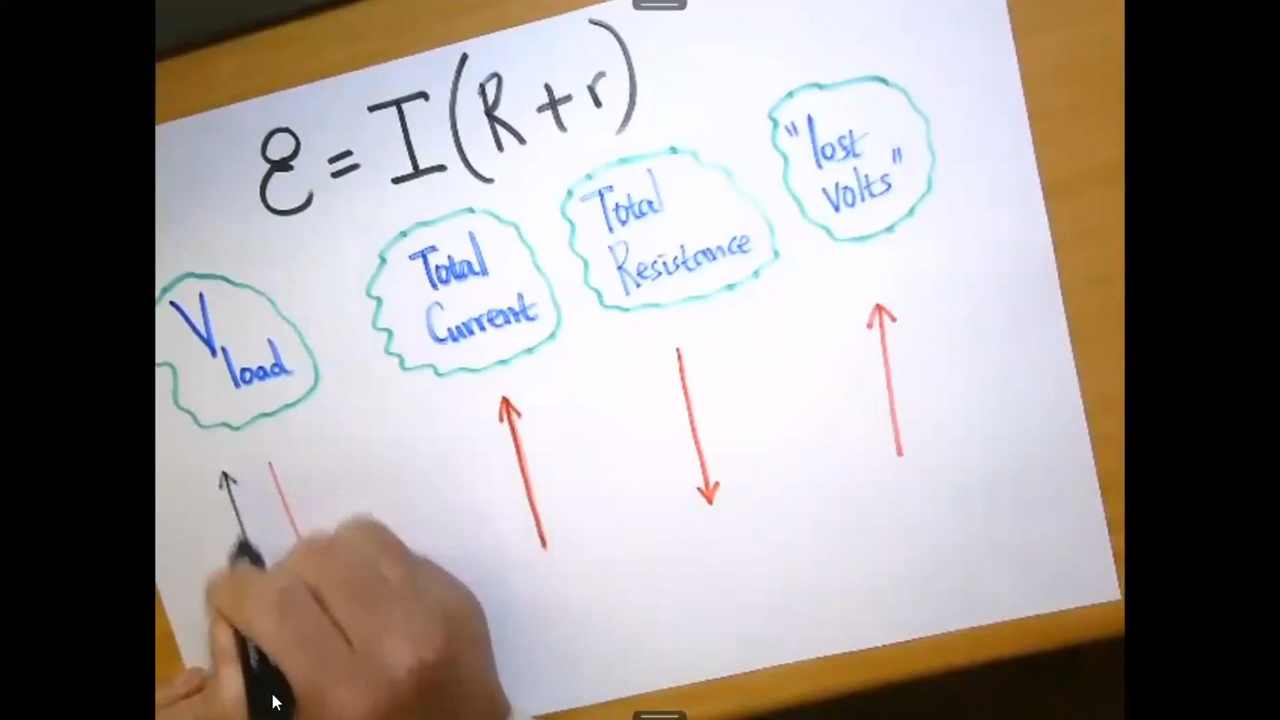 ε = I(R+r)
"lost
volts"
Total
Resistance
Total
Current
V load